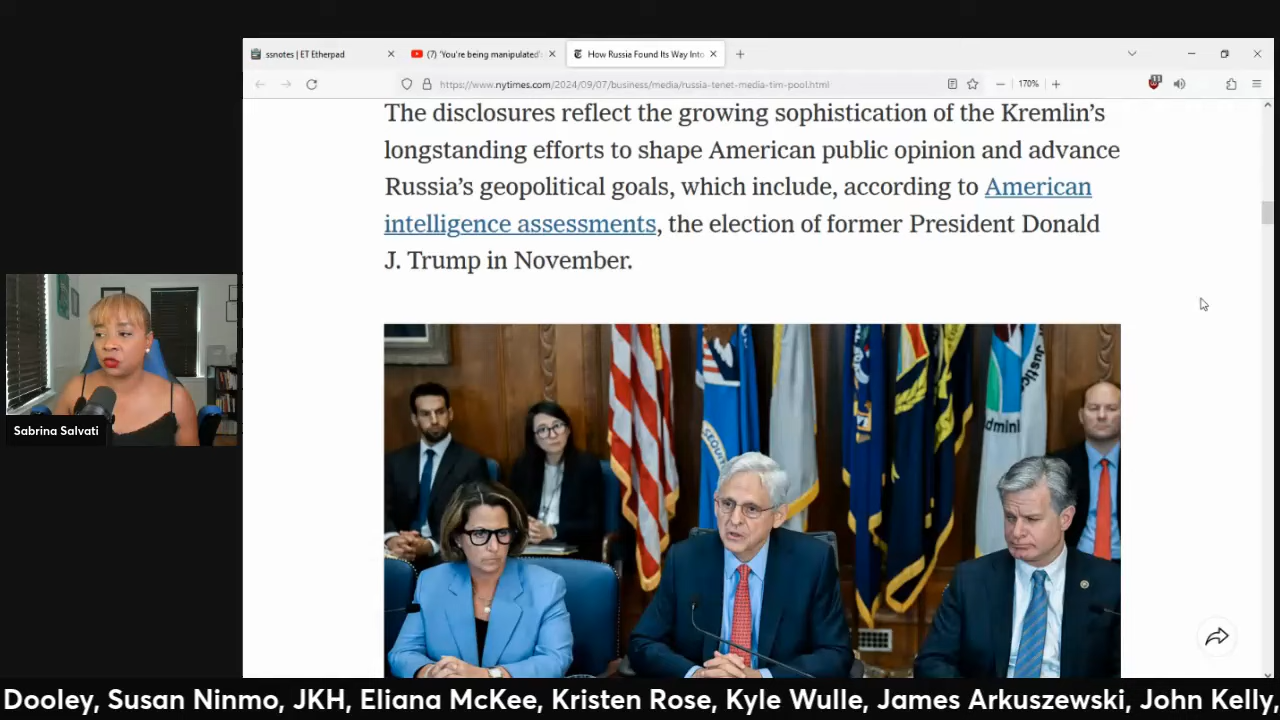 ssnotes | ET Etherpad
(7) 'You're being manipulated'
How Russia Found Its Way Into
https://www.nytimes.com/2024/09/07/business/media/russia-tenet-media-tim-pool.html
170%
The disclosures reflect the growing sophistication of the Kremlin's
longstanding efforts to shape American public opinion and advance
Russia's geopolitical goals, which include, according to American
intelligence assessments, the election of former President Donald
J. Trump in November.
Justice
dmini
Sabrina Salvati
Dooley, Susan Ninmo, JKH, Eliana McKee, Kristen Rose, Kyle Wulle, James Arkuszewski, John Kelly,